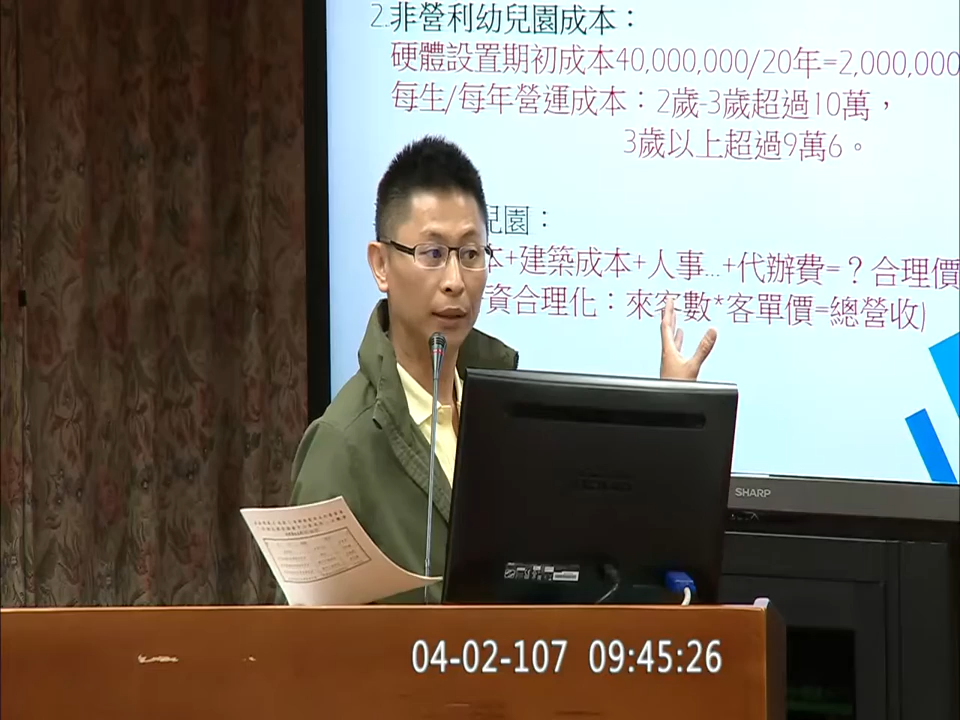 2.非營利幼兒園成本：
硬體設置期初成本40,000,000/20年=2,000,000
每生/每年營運成本：2歲-3歲超過10萬，
3歲以上超過9萬6。
兒園：
本+建築成本+人事...+代辦費=？合理價
資合理化：來客數*客單價=總營收)
SHARP
04-02-107 09:45:26